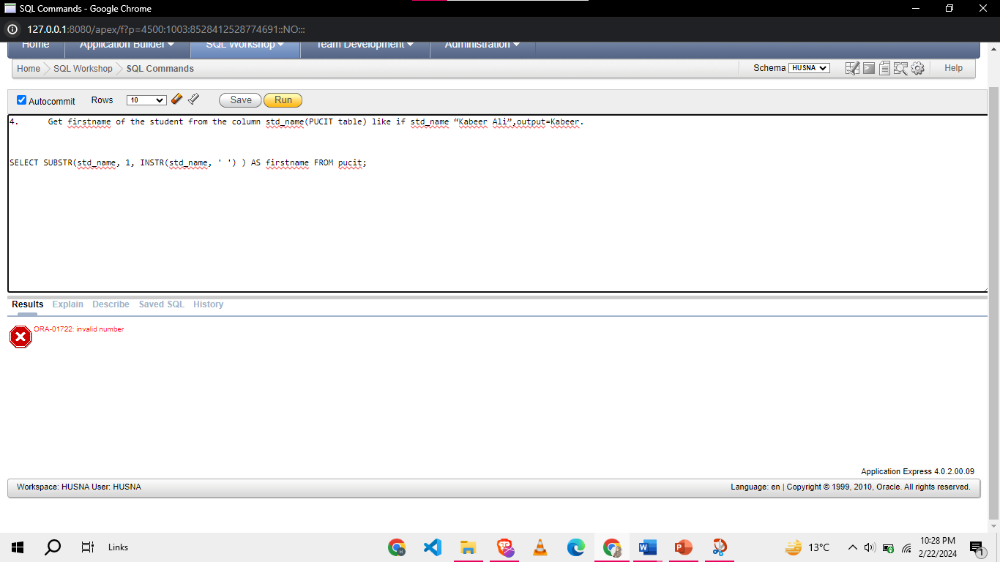 SQL Commands - Google Chrome
127.0.0.1:8080/apex/f?p=4500:1003:8528412528774691::NO:::
Home Application Builder SQL Workshop Team Development Administration
Home SQL Workshop SQL Commands Schema HUSNA Help
Autocommit Rows 10 Save Run
4. Get firstname of the student from the column std_name(PUCIT table) like if std_name “Kabeer Ali”,output=Kabeer.
SELECT SUBSTR(std_name, 1, INSTR(std_name, ' ') ) AS firstname FROM pucit;
Results Explain Describe Saved SQL History
ORA-01722: invalid number
Application Express 4.0.2.00.09
Workspace: HUSNA User: HUSNA Language: en | Copyright © 1999, 2010, Oracle. All rights reserved.
Links 13°C 10:28 PM
2/22/2024 1